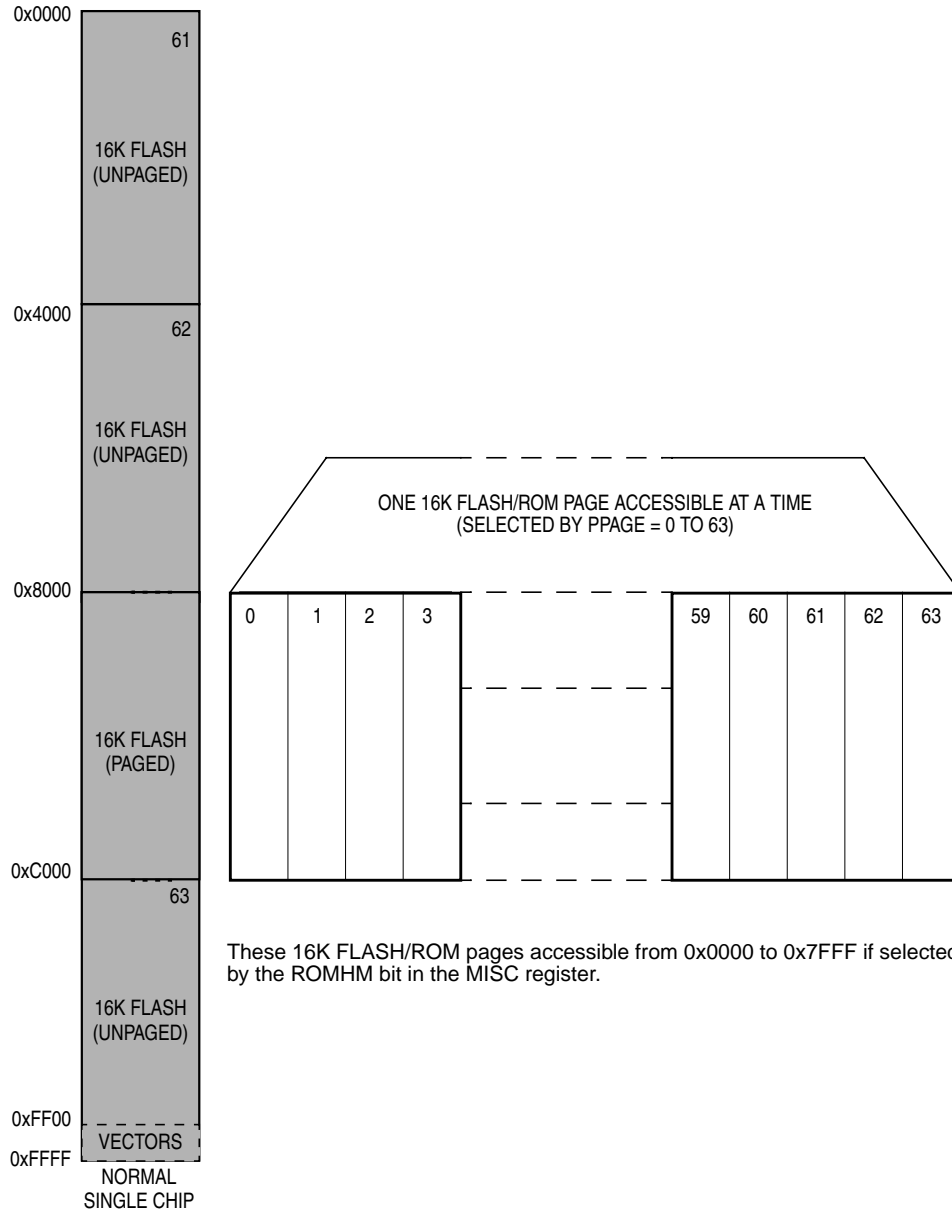 0x0000
61
16K FLASH
(UNPAGED)
0x4000
62
16K FLASH
(UNPAGED)
ONE 16K FLASH/ROM PAGE ACCESSIBLE AT A TIME
(SELECTED BY PPAGE = 0 TO 63)
0x8000
0 1 2 3 59 60 61 62 63
16K FLASH
(PAGED)
0xC000
63
These 16K FLASH/ROM pages accessible from 0x0000 to 0x7FFF if selected
by the ROMHM bit in the MISC register.
16K FLASH
(UNPAGED)
0xFF00
VECTORS
0xFFFF
NORMAL
SINGLE CHIP